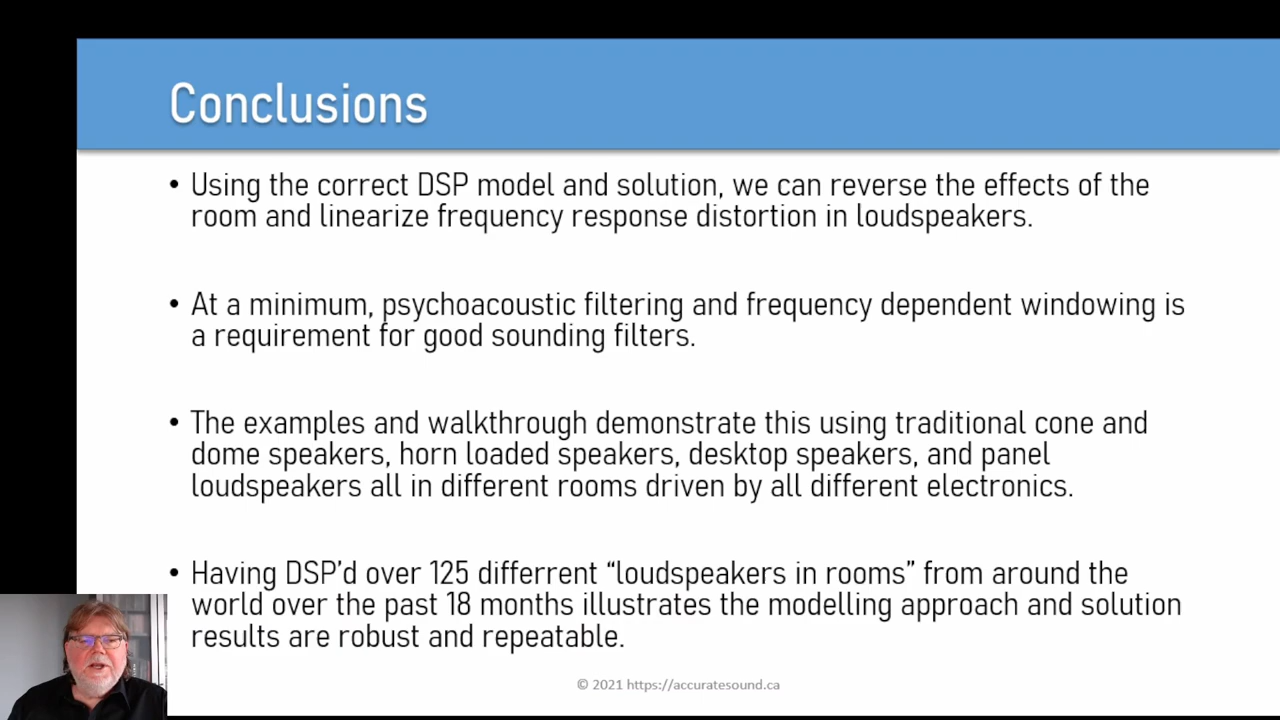 Conclusions
• Using the correct DSP model and solution, we can reverse the effects of the
room and linearize frequency response distortion in loudspeakers.
• At a minimum, psychoacoustic filtering and frequency dependent windowing is
a requirement for good sounding filters.
• The examples and walkthrough demonstrate this using traditional cone and
dome speakers, horn loaded speakers, desktop speakers, and panel
loudspeakers all in different rooms driven by all different electronics.
• Having DSP’d over 125 differrent “loudspeakers in rooms” from around the
world over the past 18 months illustrates the modelling approach and solution
results are robust and repeatable.
© 2021 https://accuratesound.ca